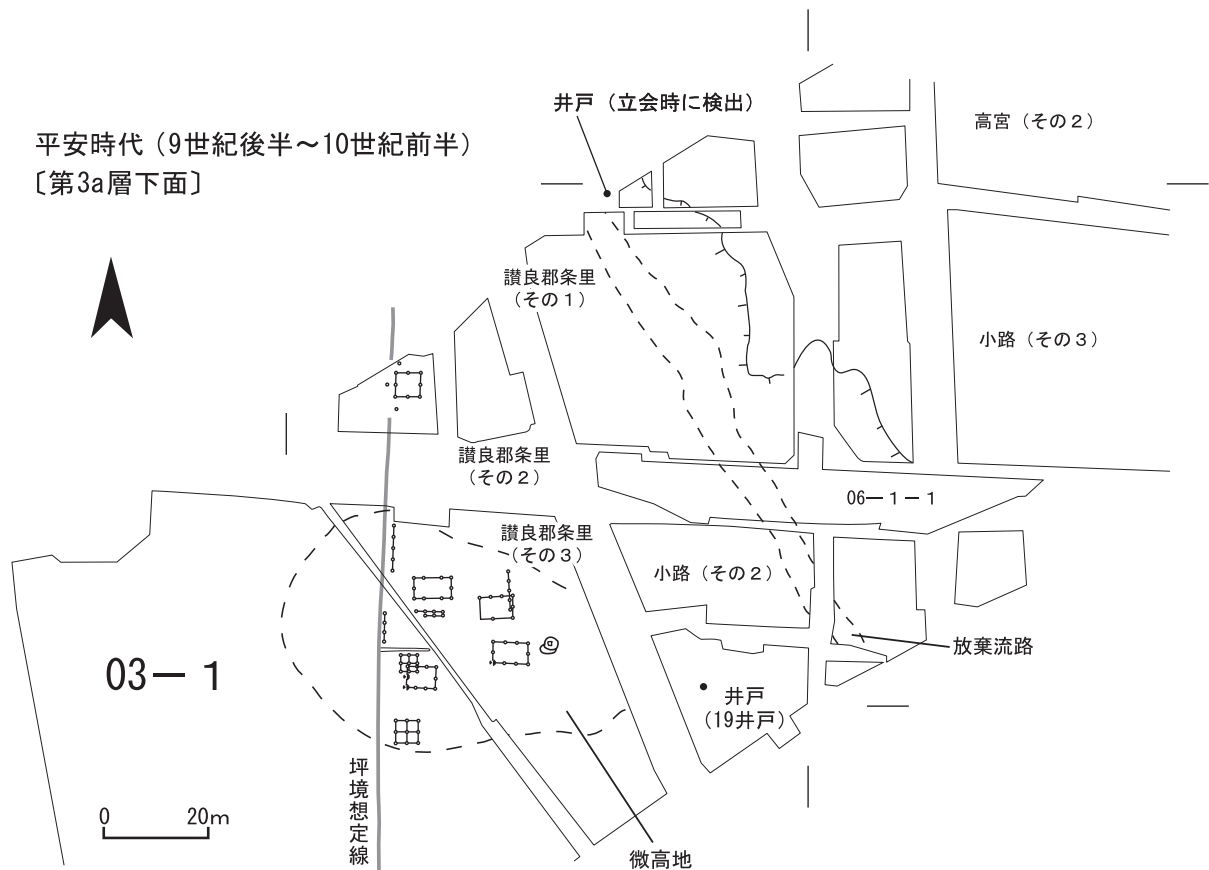 平安時代（9世紀後半～10世紀前半）
〔第3a層下面〕
井戸（立会時に検出）
高宮（その２）
讃良郡条里
（その１）
小路（その３）
讃良郡条里
（その２）
06－１－１
讃良郡条里
（その３）
小路（その２）
放棄流路
03－１
井戸
（19井戸）
坪境想定線
0 20m
微高地